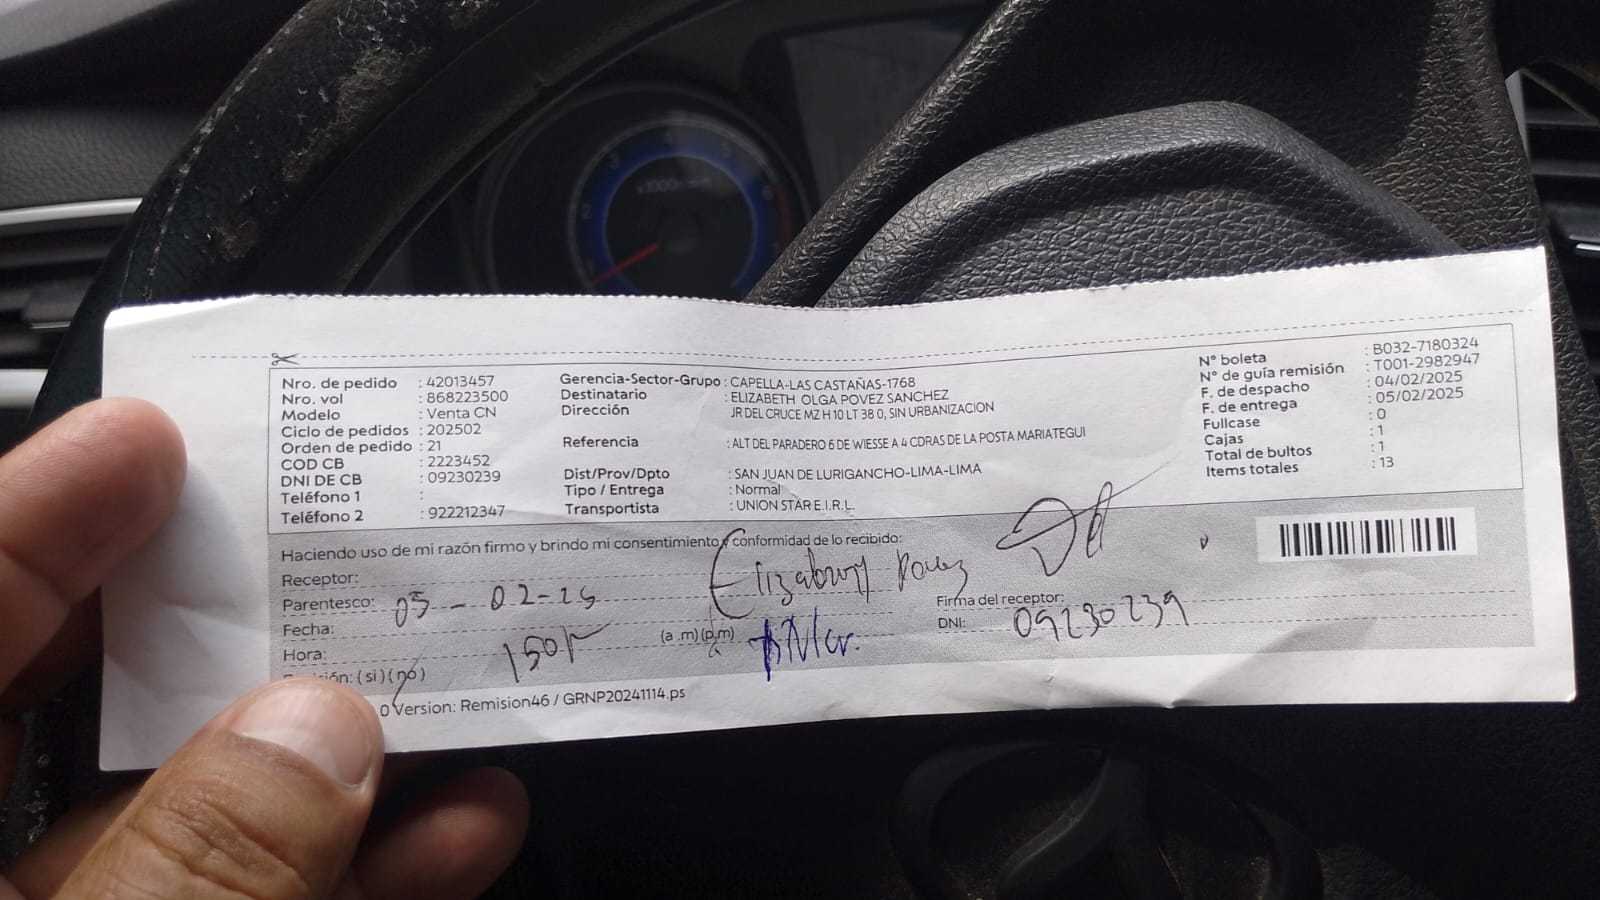 Nro. de pedido : 42013457
Nro. vol : 868223500
Modelo : Venta CN
Ciclo de pedidos : 202502
Orden de pedido : 21
COD CB : 2223452
DNI DE CB : 09230239
Teléfono 1 :
Teléfono 2 : 922212347
Gerencia-Sector-Grupo : CAPELLA-LAS CASTAÑAS-1768
Destinatario : ELIZABETH OLGA POVEZ SANCHEZ
Dirección JR DEL CRUCE MZ H 10 LT 38 0, SIN URBANIZACION
Referencia : ALT DEL PARADERO 6 DE WIESSE A 4 CDRAS DE LA POSTA MARIATEGUI
Dist/Prov/Dpto : SAN JUAN DE LURIGANCHO-LIMA-LIMA
Tipo / Entrega : Normal
Transportista : UNION STAR E.I.R.L.
N° boleta : B032-7180324
N° de guía remisión : T001-2982947
F. de despacho : 04/02/2025
F. de entrega : 05/02/2025
Fullcase : 0
Cajas : 1
Total de bultos : 1
Items totales : 13
Haciendo uso de mi razón firmo y brindo mi consentimiento y conformidad de lo recibido:
Receptor: Povez
Parentesco:
Fecha: 05-02-25
Hora: (a.m)(p.m)
(si)(no)
Firma del receptor:
DNI: 09230239
0 Version: Remision46 / GRNP20241114.ps
x1000r/min